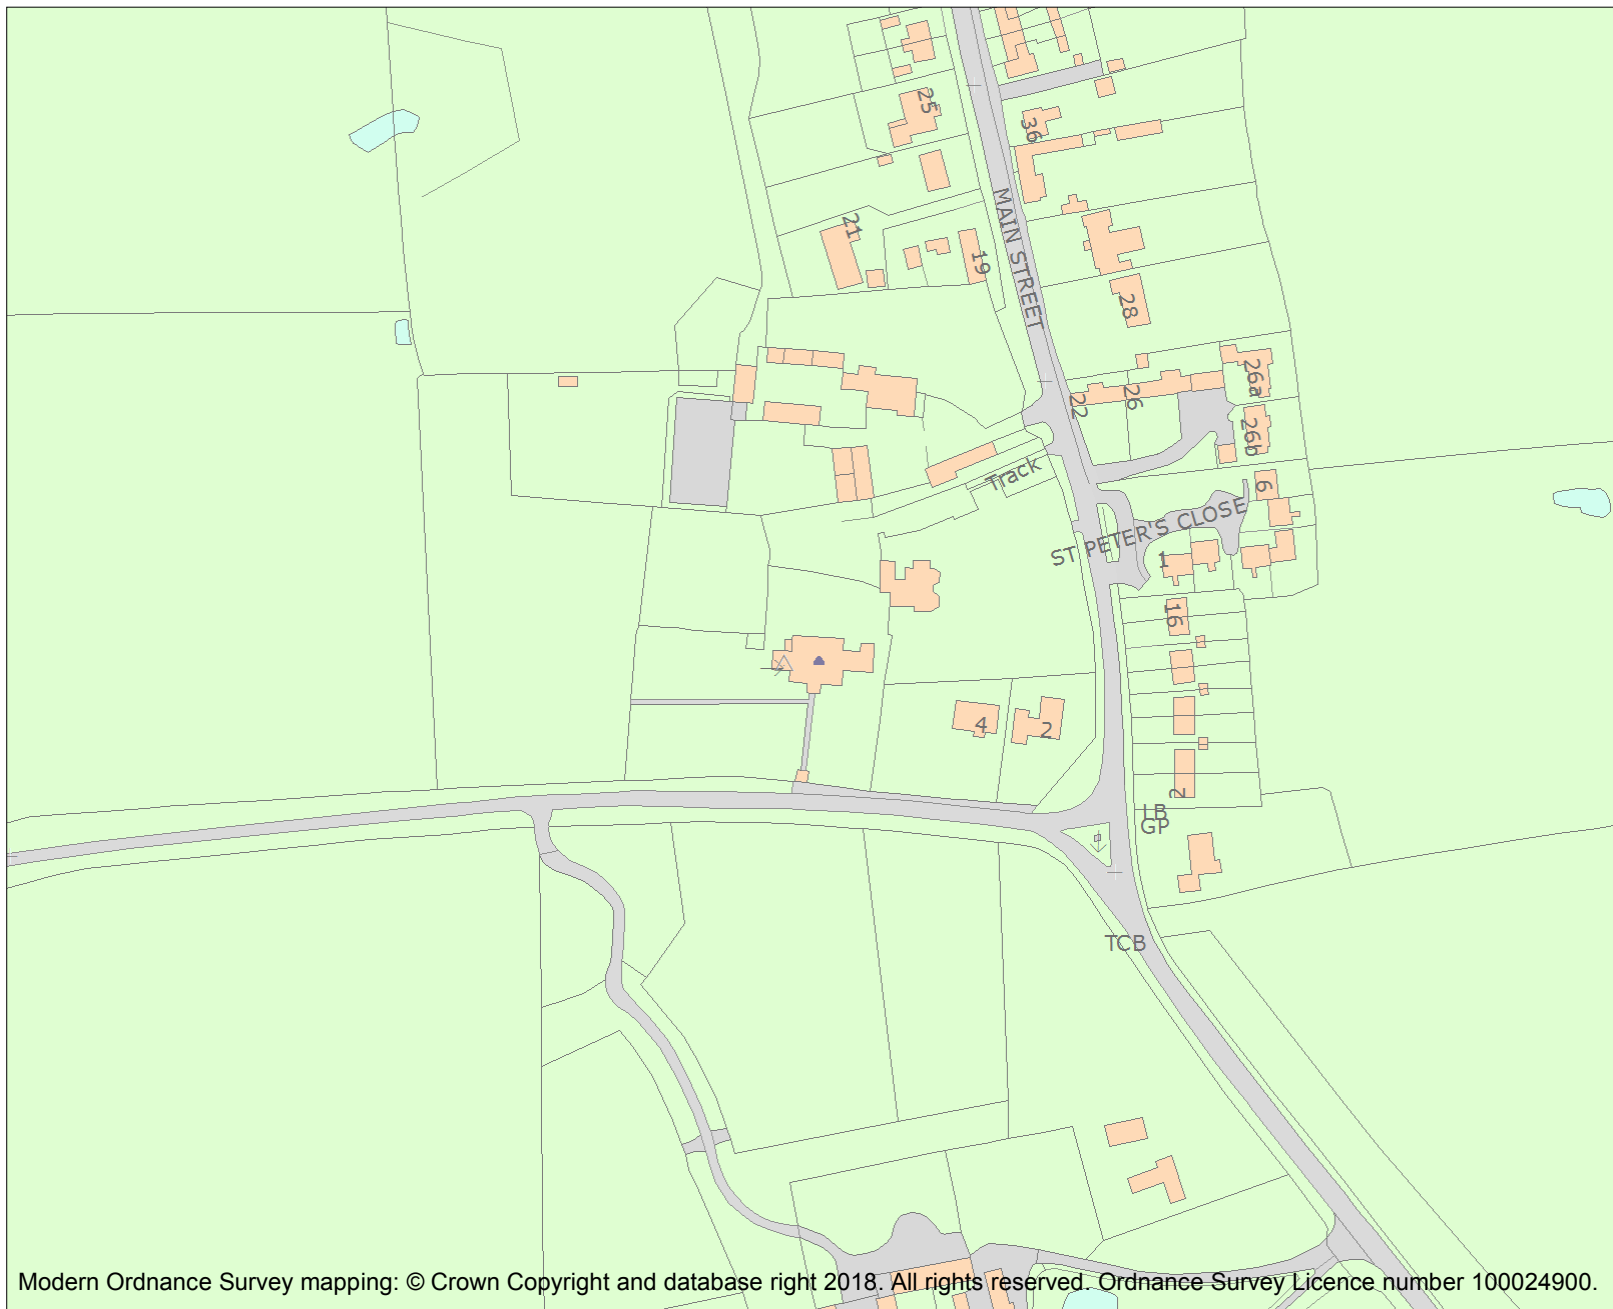 25
36
MAIN STREET
21
19
28
26a
22
26
26b
Track
6
ST PETER'S CLOSE
1
16
4
2
2
LB
GP
TCB
Modern Ordnance Survey mapping: © Crown Copyright and database right 2018. All rights reserved. Ordnance Survey Licence number 100024900.